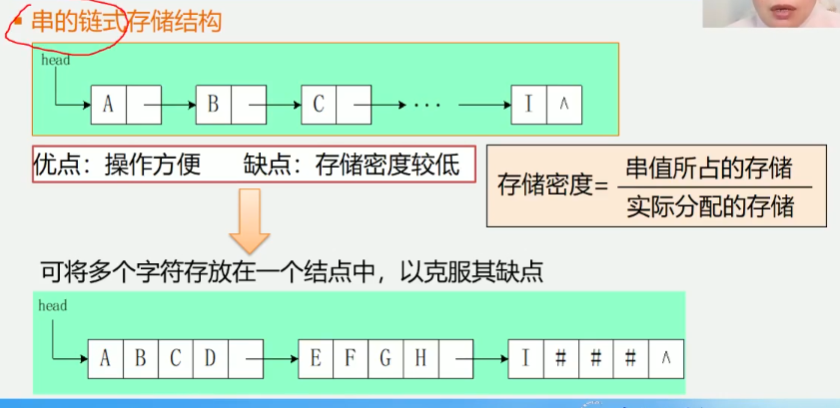 串的链式存储结构
head
A B C ··· I ∧
优点：操作方便 缺点：存储密度较低
存储密度= 串值所占的存储
实际分配的存储
可将多个字符存放在一个结点中，以克服其缺点
head
A B C D E F G H I # # # ∧